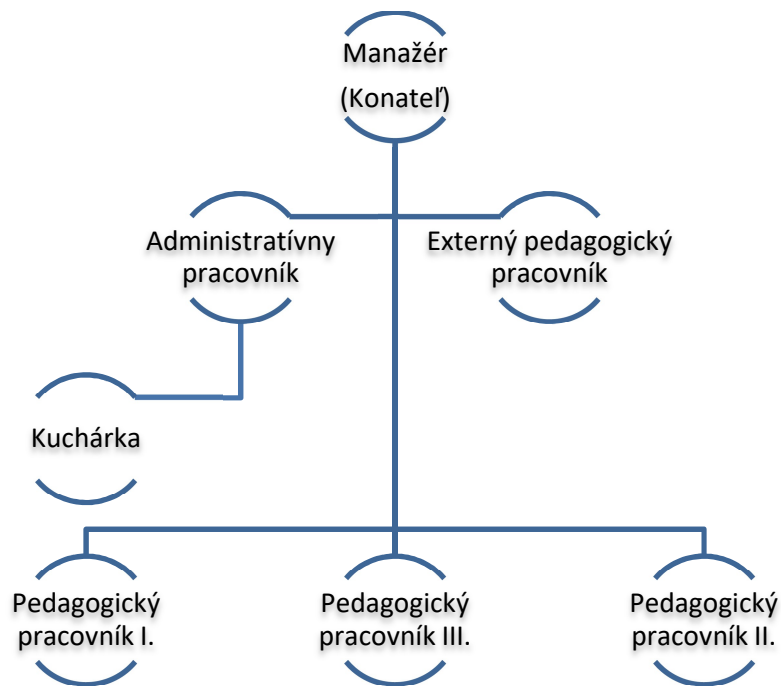 Manažér
(Konateľ)
Administratívny
pracovník
Externý pedagogický
pracovník
Kuchárka
Pedagogický
pracovník I.
Pedagogický
pracovník III.
Pedagogický
pracovník II.